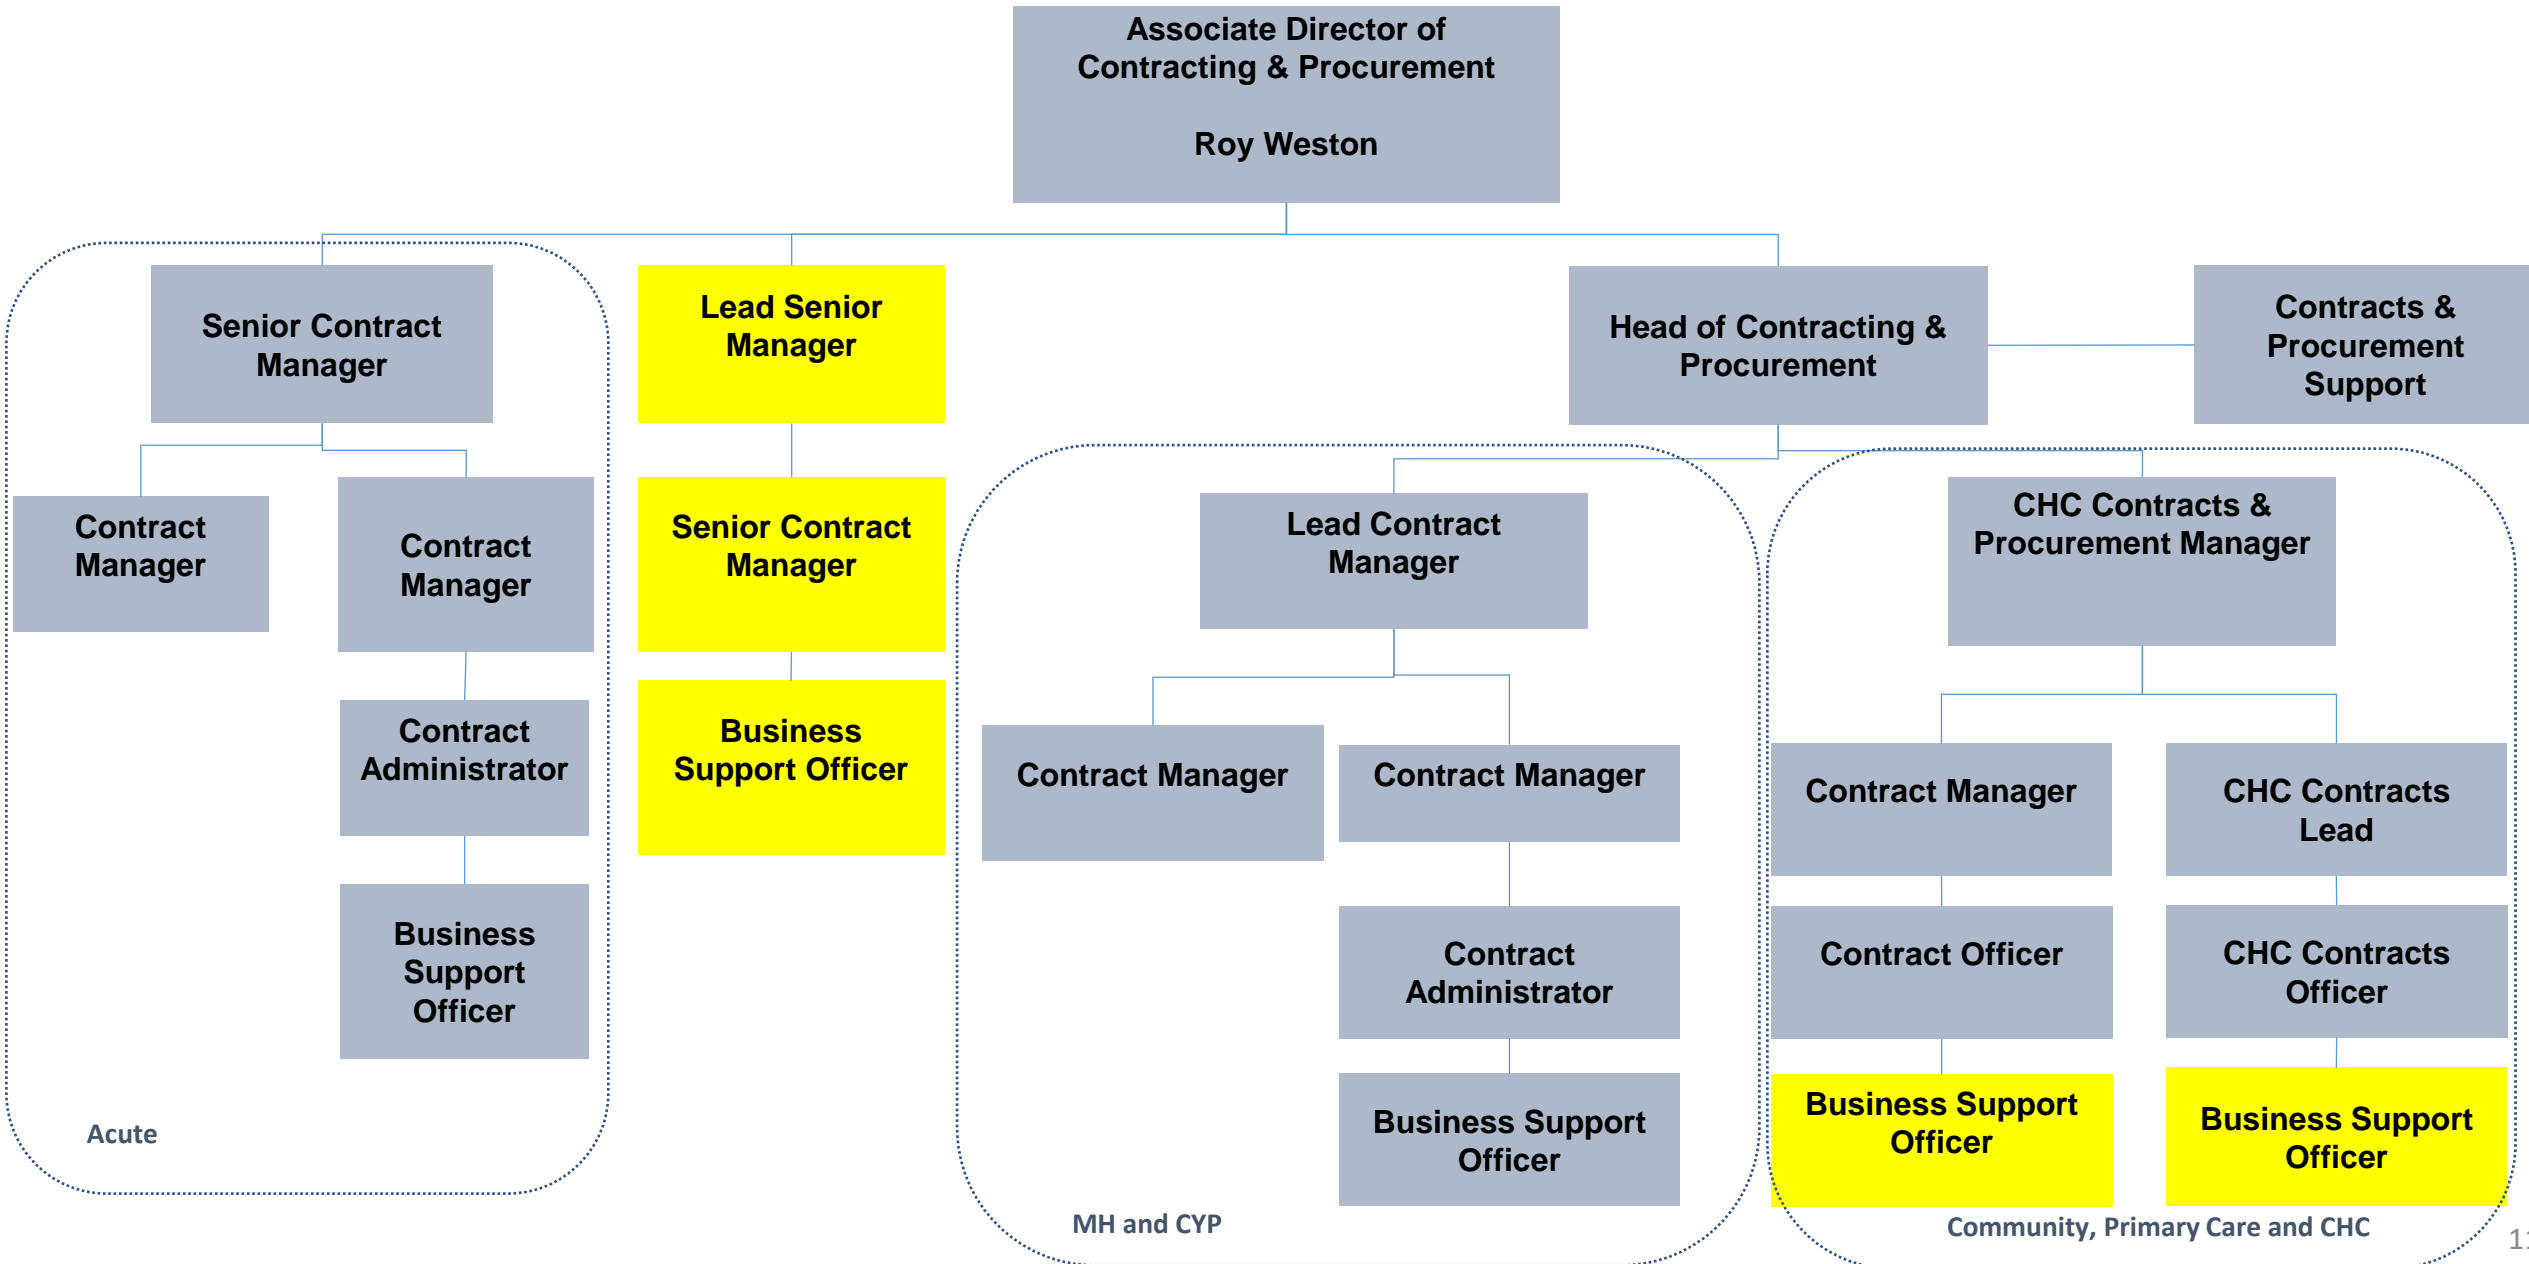 Associate Director of
Contracting & Procurement
Roy Weston
Senior Contract
Manager
Lead Senior
Manager
Head of Contracting &
Procurement
Contracts &
Procurement
Support
Contract
Manager
Contract
Manager
Senior Contract
Manager
Lead Contract
Manager
CHC Contracts &
Procurement Manager
Contract
Administrator
Business
Support Officer
Contract Manager
Contract Manager
Contract Manager
CHC Contracts
Lead
Business
Support
Officer
Contract
Administrator
Contract Officer
CHC Contracts
Officer
Business Support
Officer
Business Support
Officer
Business Support
Officer
Acute
MH and CYP
Community, Primary Care and CHC